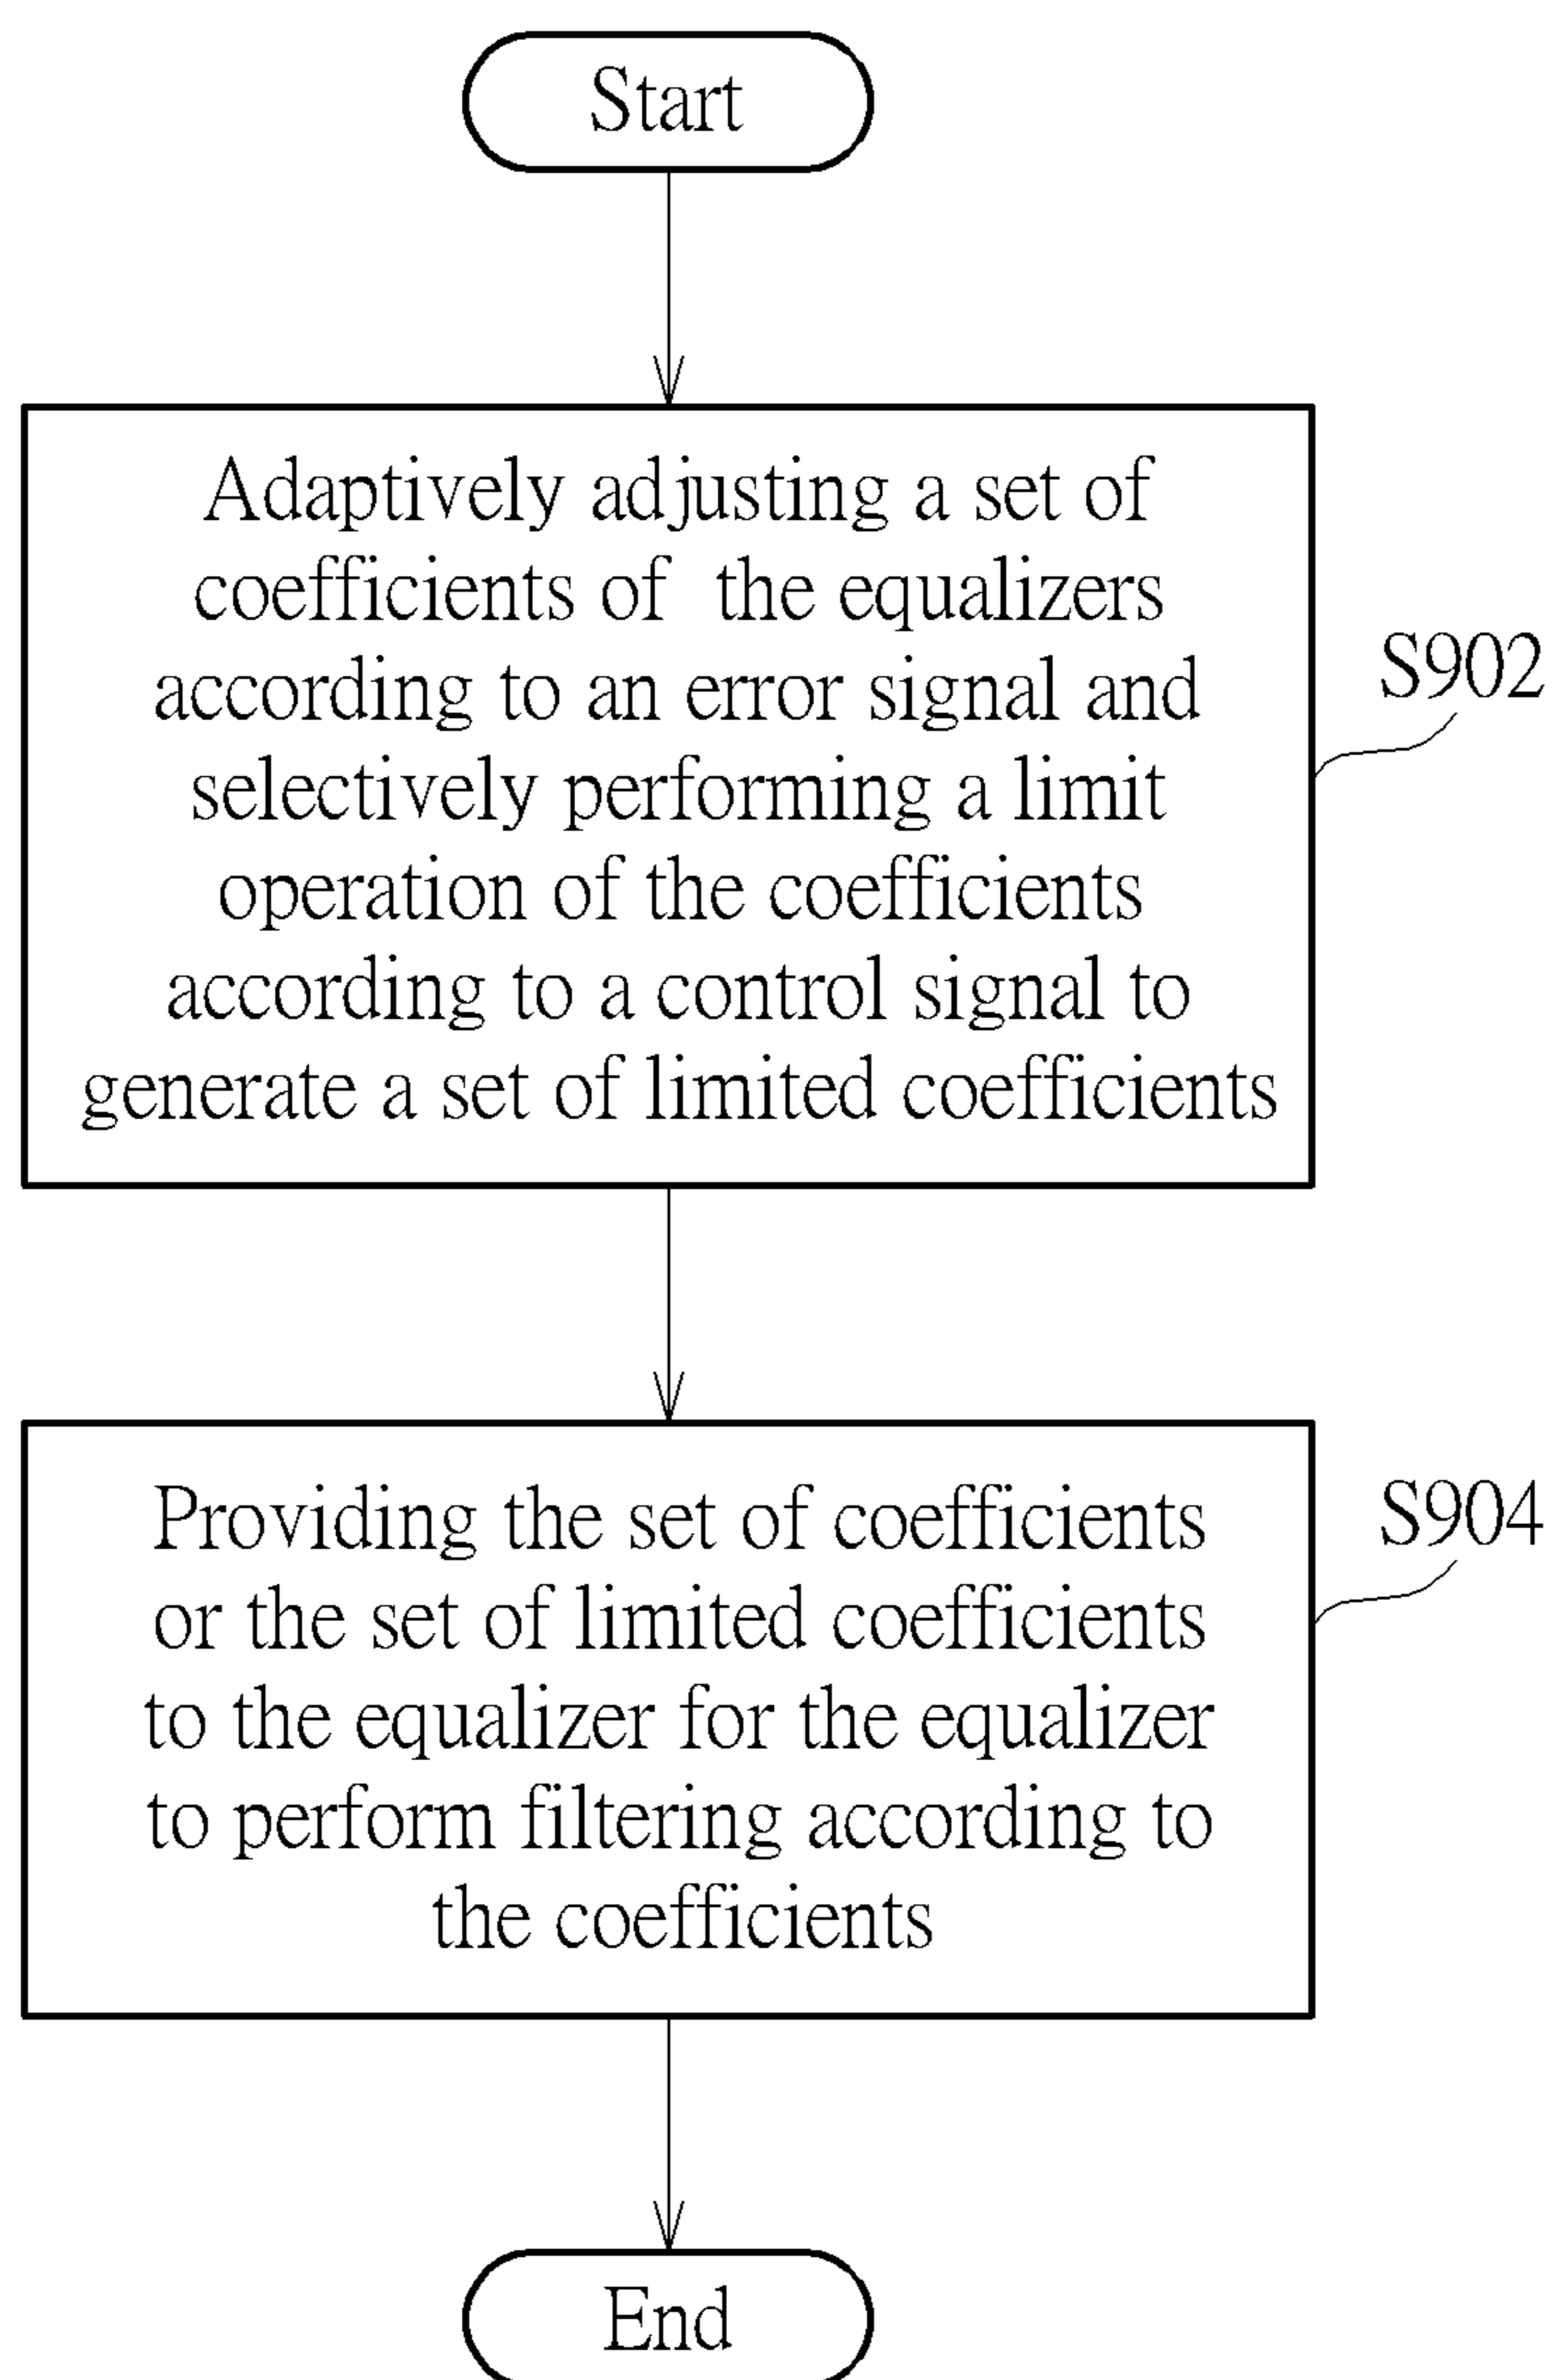 Start
Adaptively adjusting a set of
coefficients of the equalizers
according to an error signal and
selectively performing a limit
operation of the coefficients
according to a control signal to
generate a set of limited coefficients
S902
Providing the set of coefficients
or the set of limited coefficients
to the equalizer for the equalizer
to perform filtering according to
the coefficients
S904
End